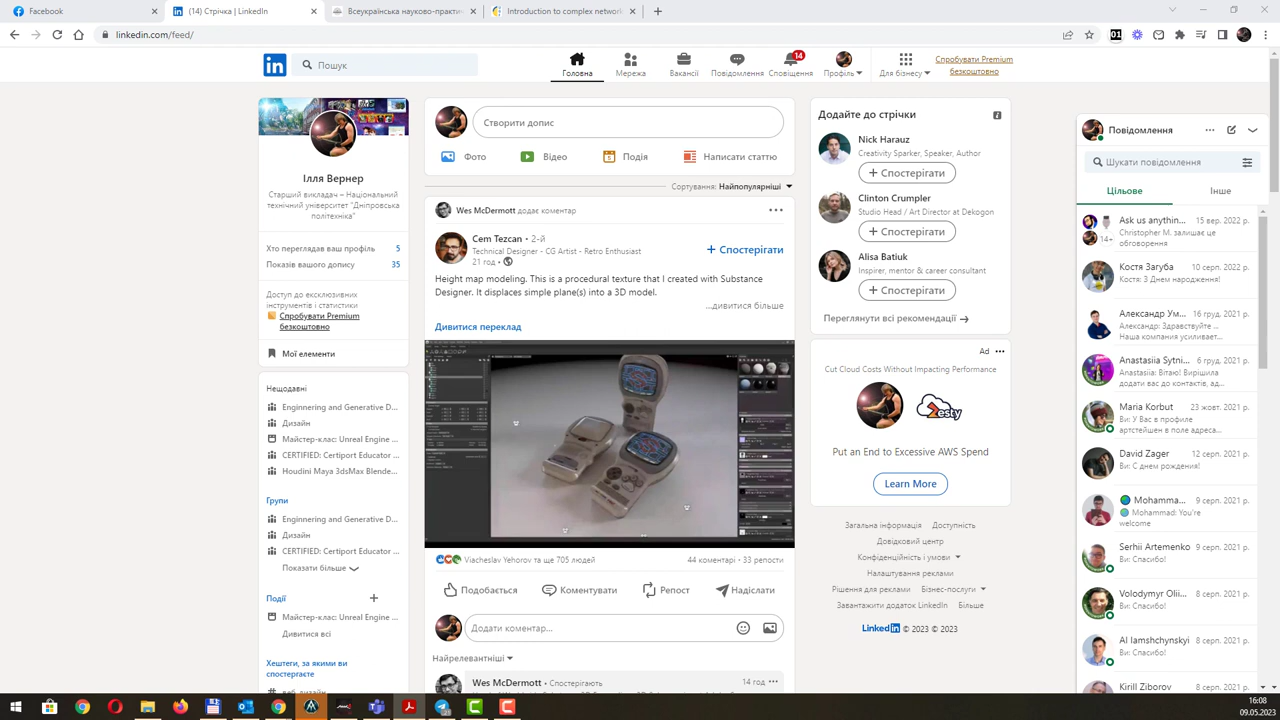 Facebook
(14) Стрічка | LinkedIn
Всеукраїнська науково-практич
Introduction to complex network
linkedin.com/feed/
Пошук
Головна
Мережа
Вакансії
Повідомлення
14
Сповіщення
Профіль
Для бізнесу
Спробувати Premium
безкоштовно
Ілля Вернер
Старший викладач – Національний
технічний університет "Дніпровська
політехніка"
Хто переглядав ваш профіль 5
Показів вашого допису 35
Доступ до ексклюзивних
інструментів і статистики
Спробувати Premium
безкоштовно
Мої елементи
Нещодавні
Enginnering and Generative D...
Дизайн
Майстер-клас: Unreal Engine ...
CERTIFIED: Certiport Educator ...
Houdini Maya 3dsMax Blende...
Групи
Enginnering and Generative D...
Дизайн
CERTIFIED: Certiport Educator ...
Показати більше
Події
Майстер-клас: Unreal Engine ...
Дивитися всі
Хештеги, за якими ви
спостерігаєте
# веб-дизайн
Створити допис
Фото
Відео
Подія
Написати статтю
Сортування: Найпопулярніші
Wes McDermott додає коментар
Cem Tezcan • 2-й
Technical Designer - CG Artist - Retro Enthusiast
21 год •
+ Спостерігати
Height map modeling. This is a procedural texture that I created with Substance
Designer. It displaces simple plane(s) into a 3D model.
...дивитися більше
Дивитися переклад
Viacheslav Yehorov та ще 705 людей
44 коментарі • 33 репости
Подобається
Коментувати
Репост
Надіслати
Додати коментар...
Найрелевантніші
Wes McDermott • Спостерігають
14 год
Додайте до стрічки
Nick Harauz
Creativity Sparker, Speaker, Author
+ Спостерігати
Clinton Crumpler
Studio Head / Art Director at Dekogon
+ Спостерігати
Alisa Batiuk
Inspirer, mentor & career consultant
+ Спостерігати
Переглянути всі рекомендації →
Ad
Cut Cloud Costs Without Impacting Performance
Zesty
Put an End to Excessive AWS Spend
Learn More
Загальна інформація Доступність
Довідковий центр
Конфіденційність і умови
Налаштування реклами
Рішення для реклами Бізнес-послуги
Завантажити додаток LinkedIn Більше
LinkedIn © 2023 © 2023
Повідомлення
Шукати повідомлення
Цільове
Інше
Ask us anythin... 15 вер. 2022 р.
Christopher M. залишає це
обговорення
14+
Костя Загуба 10 серп. 2022 р.
Костя: З Днем народження!
Александр Ум... 16 груд. 2021 р.
Александр: Здравствуйте ...
Наша компания усиливает...
Anastasiia Sytni... 6 груд. 2021 р.
Anastasiia: Вітаю! Вирішила
додати вас до контактів, ад...
Maria Korbut 23 жовт. 2021 р.
Ви: У Вас в профиле
артстейшен в поле адреса...
David Zager 12 серп. 2021 р.
Ви: С днем рождения!
Mohamma... 9 серп. 2021 р.
Mohammad: You're
welcome
Serhii Artemenko 9 серп. 2021 р.
Ви: Спасибо!
Volodymyr Olii... 8 серп. 2021 р.
Ви: Спасибо!
Al Iamshchynskyi 8 серп. 2021 р.
Ви: Спасибо!
Kirill Ziborov 8 серп. 2021 р.
16:08
09.05.2023